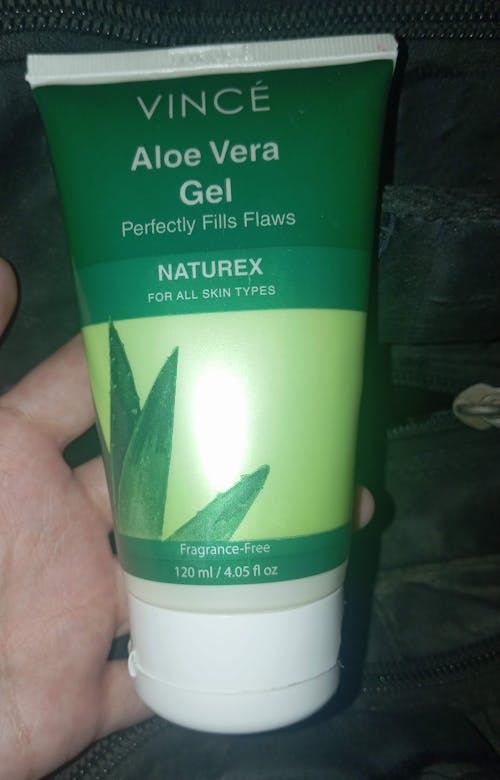 VINCÉ
Aloe Vera
Gel
Perfectly Fills Flaws
NATUREX
FOR ALL SKIN TYPES
Fragrance-Free
120 ml / 4.05 fl oz